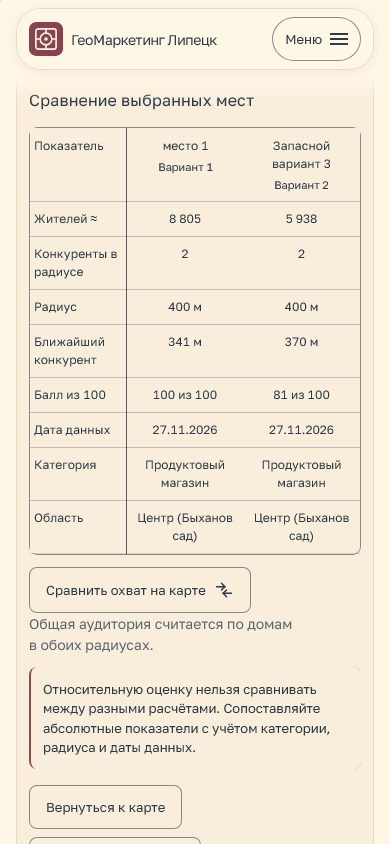 ГеоМаркетинг Липецк
Меню
Сравнение выбранных мест
Показатель
место 1
Вариант 1
Запасной
вариант 3
Вариант 2
Жителей ≈
8 805
5 938
Конкуренты в
радиусе
2
2
Радиус
400 м
400 м
Ближайший
конкурент
341 м
370 м
Балл из 100
100 из 100
81 из 100
Дата данных
27.11.2026
27.11.2026
Категория
Продуктовый
магазин
Продуктовый
магазин
Область
Центр (Быханов
сад)
Центр (Быханов
сад)
Сравнить охват на карте
Общая аудитория считается по домам
в обоих радиусах.
Относительную оценку нельзя сравнивать
между разными расчётами. Сопоставляйте
абсолютные показатели с учётом категории,
радиуса и даты данных.
Вернуться к карте